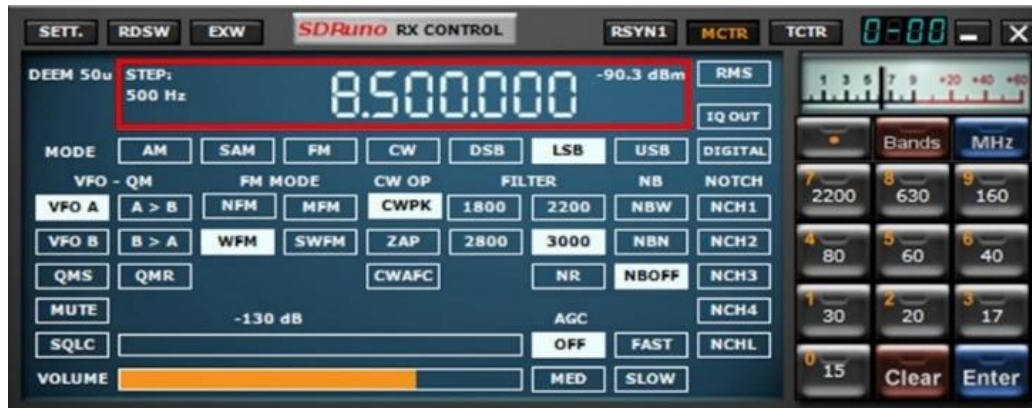 SETT. RDSW EXW SDRuno RX CONTROL RSYN1 MCTR TCTR 0-00
DEEM 50u STEP: 500 Hz 8.500.000 -90.3 dBm RMS
IQ OUT
1 3 5 7 9 +20 +40 +60
MODE AM SAM FM CW DSB LSB USB DIGITAL
• Bands MHz
VFO - QM FM MODE CW OP FILTER NB NOTCH
VFO A A > B NFM MFM CWPK 1800 2200 NBW NCH1
7 2200 8 630 9 160
VFO B B > A WFM SWFM ZAP 2800 3000 NBN NCH2
4 80 5 60 6 40
QMS QMR CWAFC NR NBOFF NCH3
MUTE -130 dB AGC NCH4
1 30 2 20 3 17
SQLC OFF FAST NCHL
VOLUME MED SLOW
0 15 Clear Enter